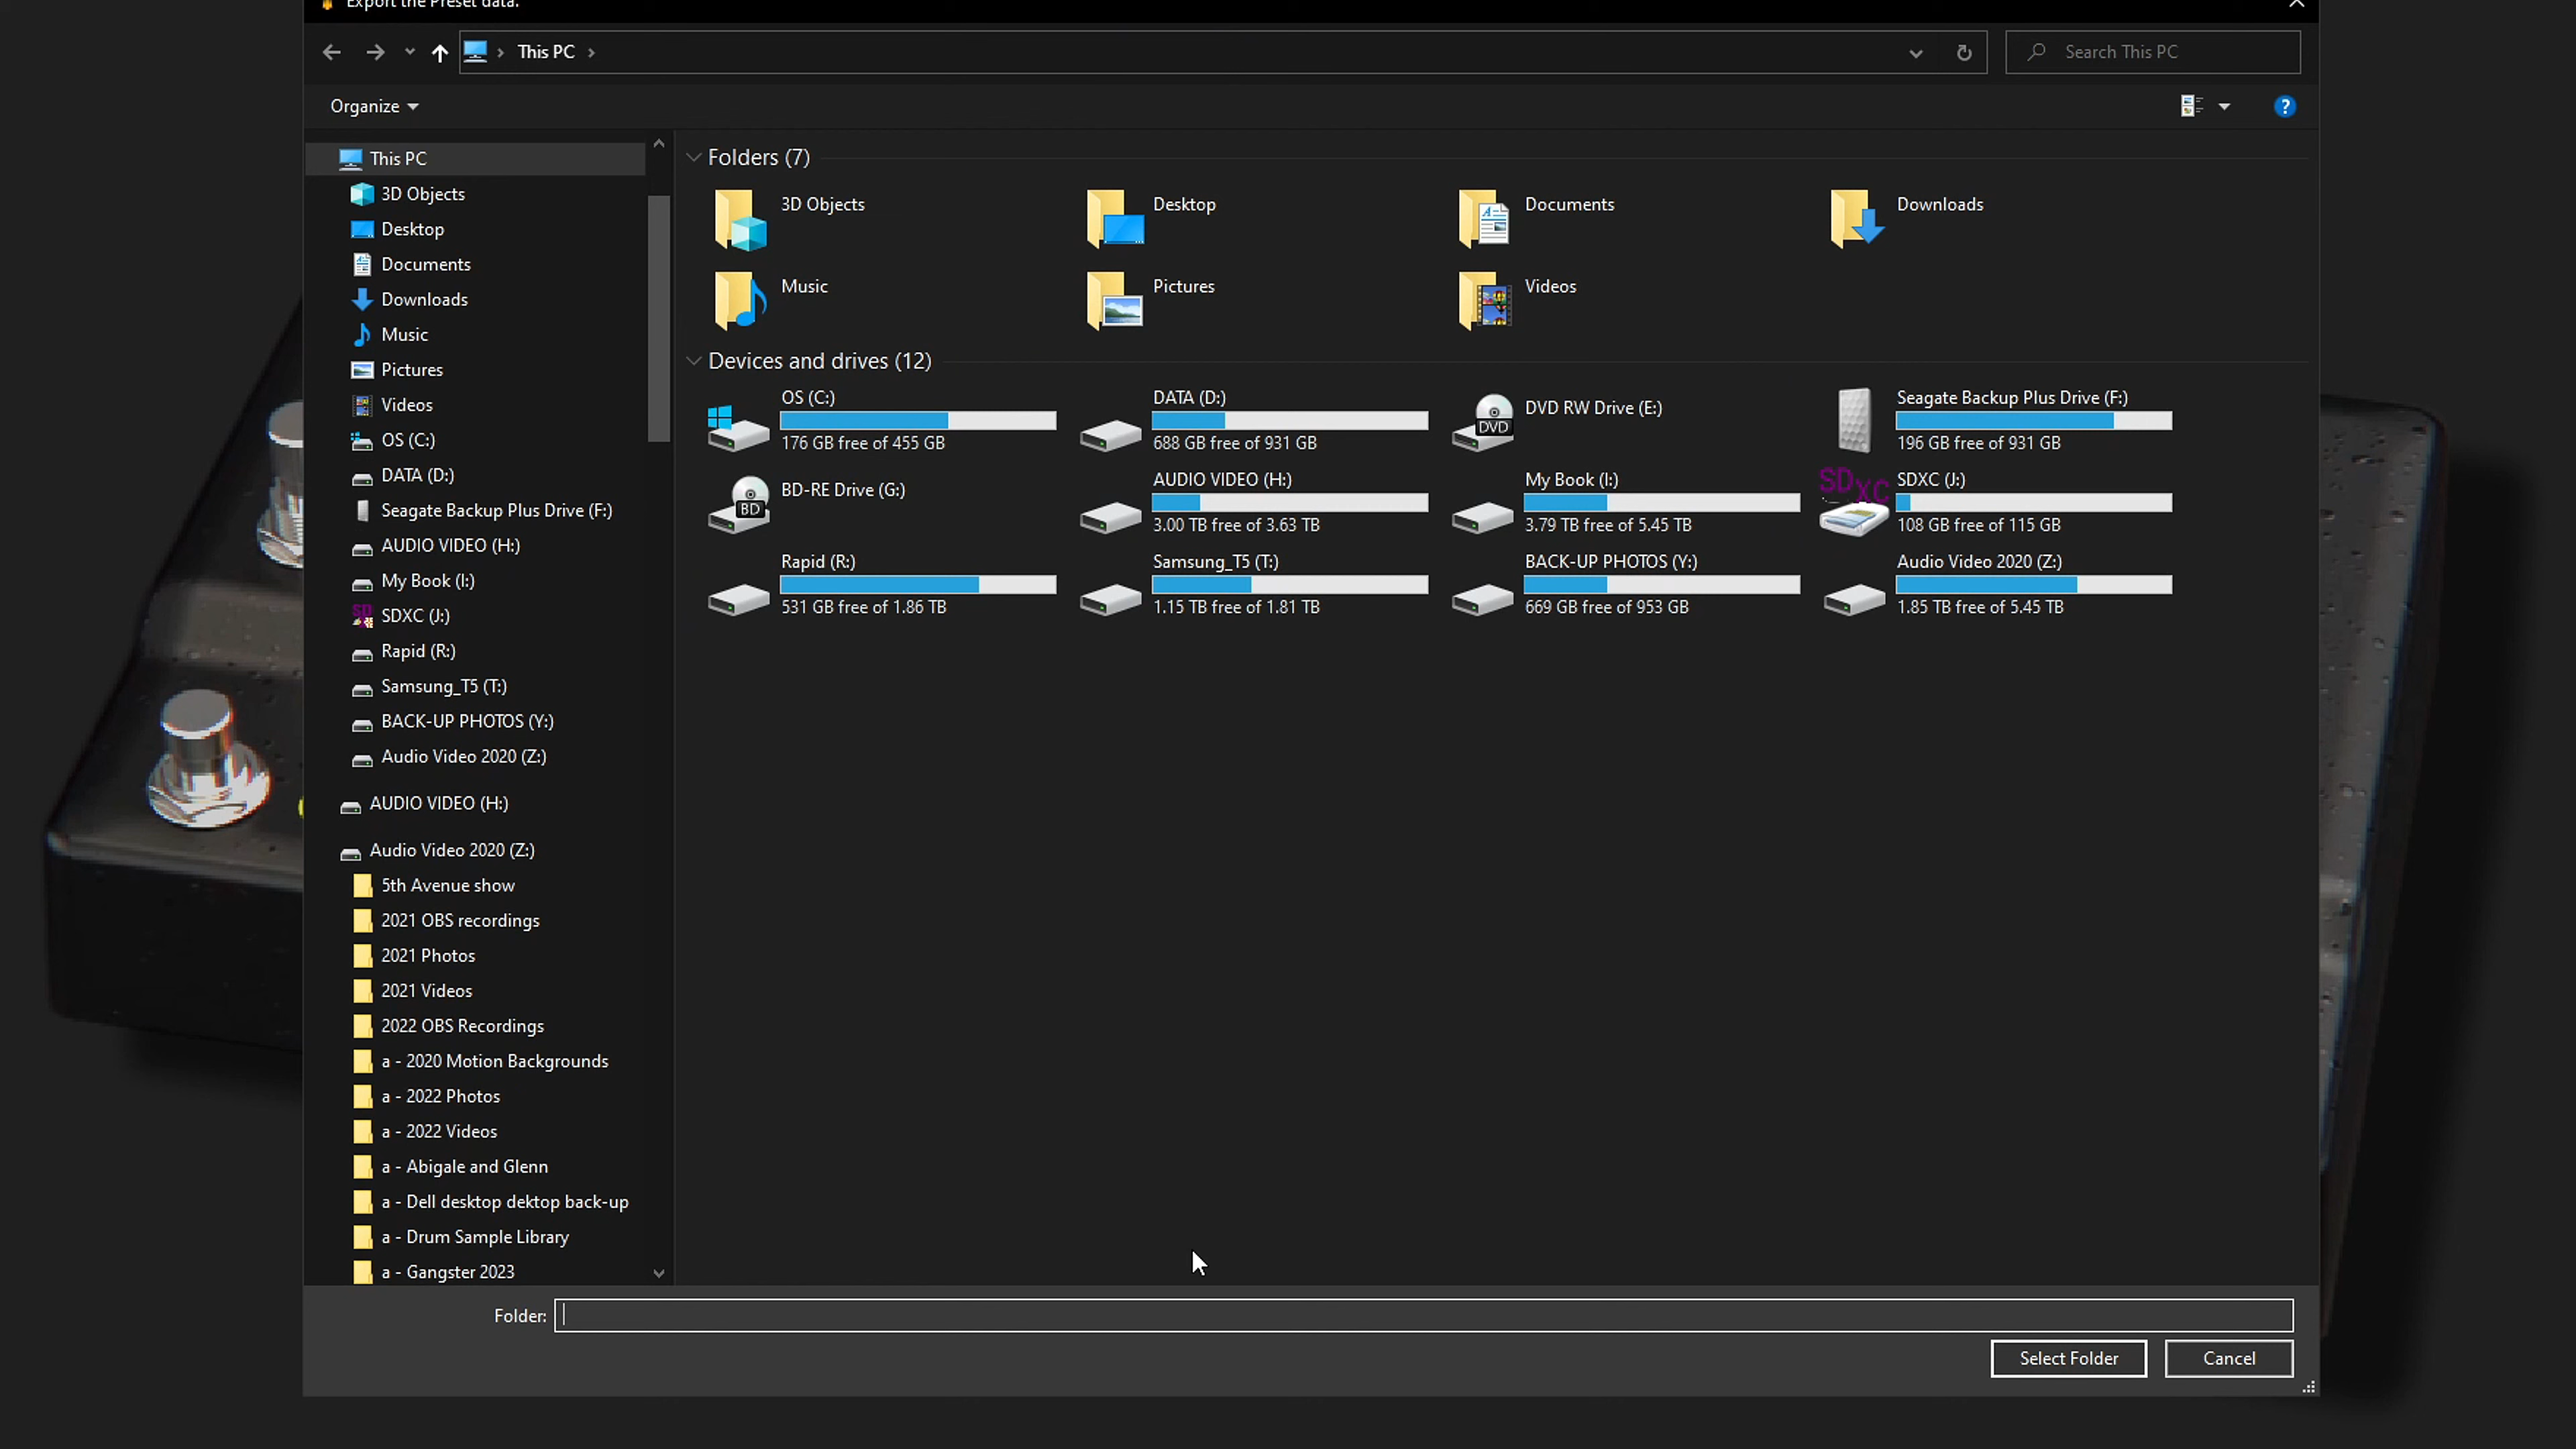 Export the Preset data.
This PC
Search This PC
Organize
This PC
3D Objects
Desktop
Documents
Downloads
Music
Pictures
Videos
OS (C:)
DATA (D:)
Seagate Backup Plus Drive (F:)
AUDIO VIDEO (H:)
My Book (I:)
SDXC (J:)
Rapid (R:)
Samsung_T5 (T:)
BACK-UP PHOTOS (Y:)
Audio Video 2020 (Z:)
AUDIO VIDEO (H:)
Audio Video 2020 (Z:)
5th Avenue show
2021 OBS recordings
2021 Photos
2021 Videos
2022 OBS Recordings
a - 2020 Motion Backgrounds
a - 2022 Photos
a - 2022 Videos
a - Abigale and Glenn
a - Dell desktop dektop back-up
a - Drum Sample Library
a - Gangster 2023
Folders (7)
3D Objects
Desktop
Documents
Downloads
Music
Pictures
Videos
Devices and drives (12)
OS (C:)
176 GB free of 455 GB
DATA (D:)
688 GB free of 931 GB
DVD RW Drive (E:)
DVD
Seagate Backup Plus Drive (F:)
196 GB free of 931 GB
BD-RE Drive (G:)
BD
AUDIO VIDEO (H:)
3.00 TB free of 3.63 TB
My Book (I:)
3.79 TB free of 5.45 TB
SDXC
SDXC (J:)
108 GB free of 115 GB
Rapid (R:)
531 GB free of 1.86 TB
Samsung_T5 (T:)
1.15 TB free of 1.81 TB
BACK-UP PHOTOS (Y:)
669 GB free of 953 GB
Audio Video 2020 (Z:)
1.85 TB free of 5.45 TB
Folder:
Select Folder
Cancel